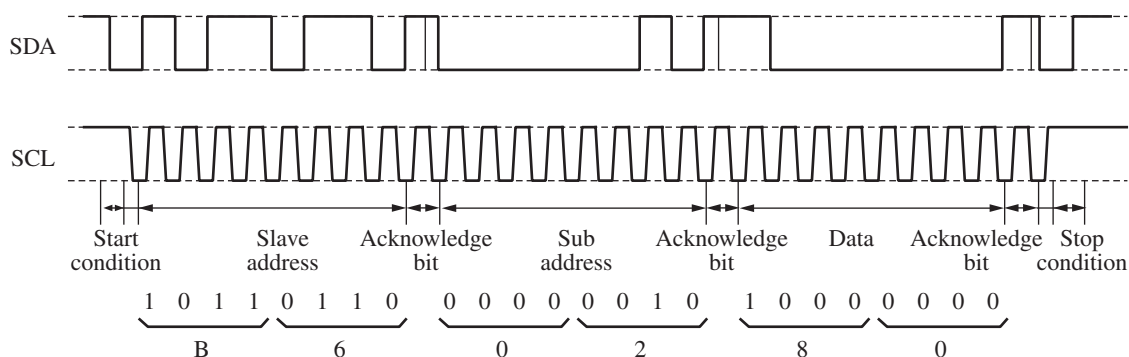 SDA
SCL
Start condition
Slave address
Acknowledge bit
Sub address
Acknowledge bit
Data
Acknowledge bit
Stop condition
1 0 1 1 0 1 1 0 0 0 0 0 0 0 1 0 1 0 0 0 0 0 0 0
B 6 0 2 8 0